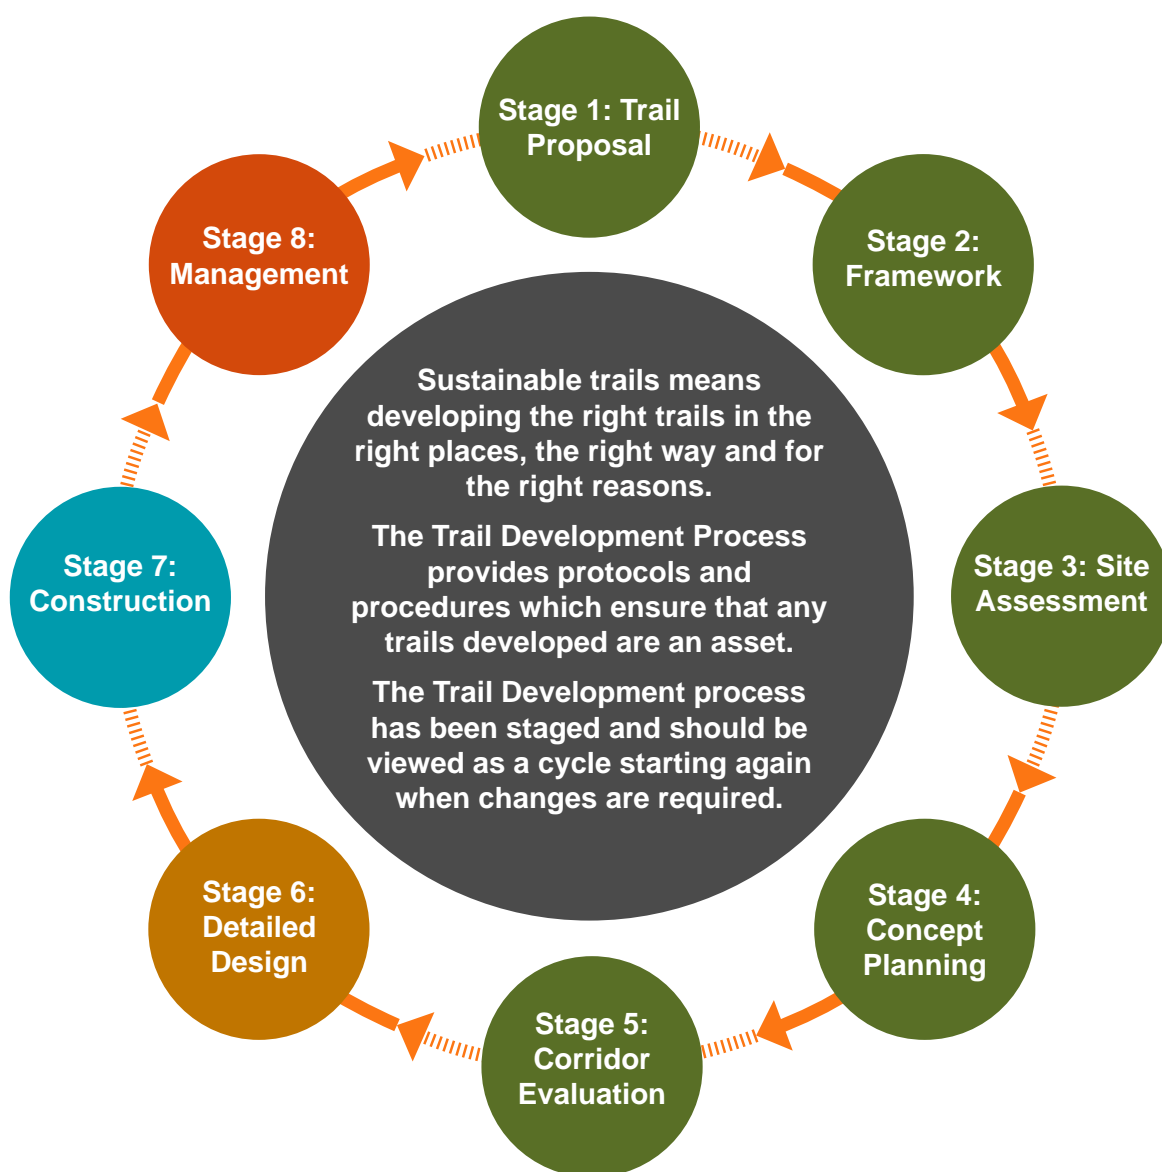 Stage 1: Trail
Proposal
Stage 2:
Framework
Stage 3: Site
Assessment
Stage 4:
Concept
Planning
Stage 5:
Corridor
Evaluation
Stage 6:
Detailed
Design
Stage 7:
Construction
Stage 8:
Management
Sustainable trails means
developing the right trails in the
right places, the right way and for
the right reasons.
The Trail Development Process
provides protocols and
procedures which ensure that any
trails developed are an asset.
The Trail Development process
has been staged and should be
viewed as a cycle starting again
when changes are required.